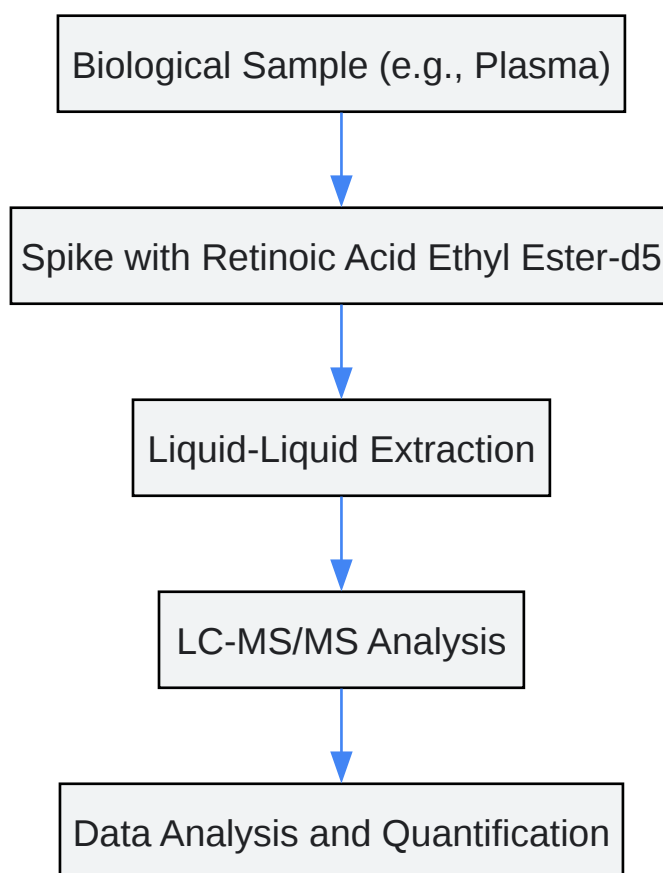 Biological Sample (e.g., Plasma)
Spike with Retinoic Acid Ethyl Ester-d5
Liquid-Liquid Extraction
LC-MS/MS Analysis
Data Analysis and Quantification